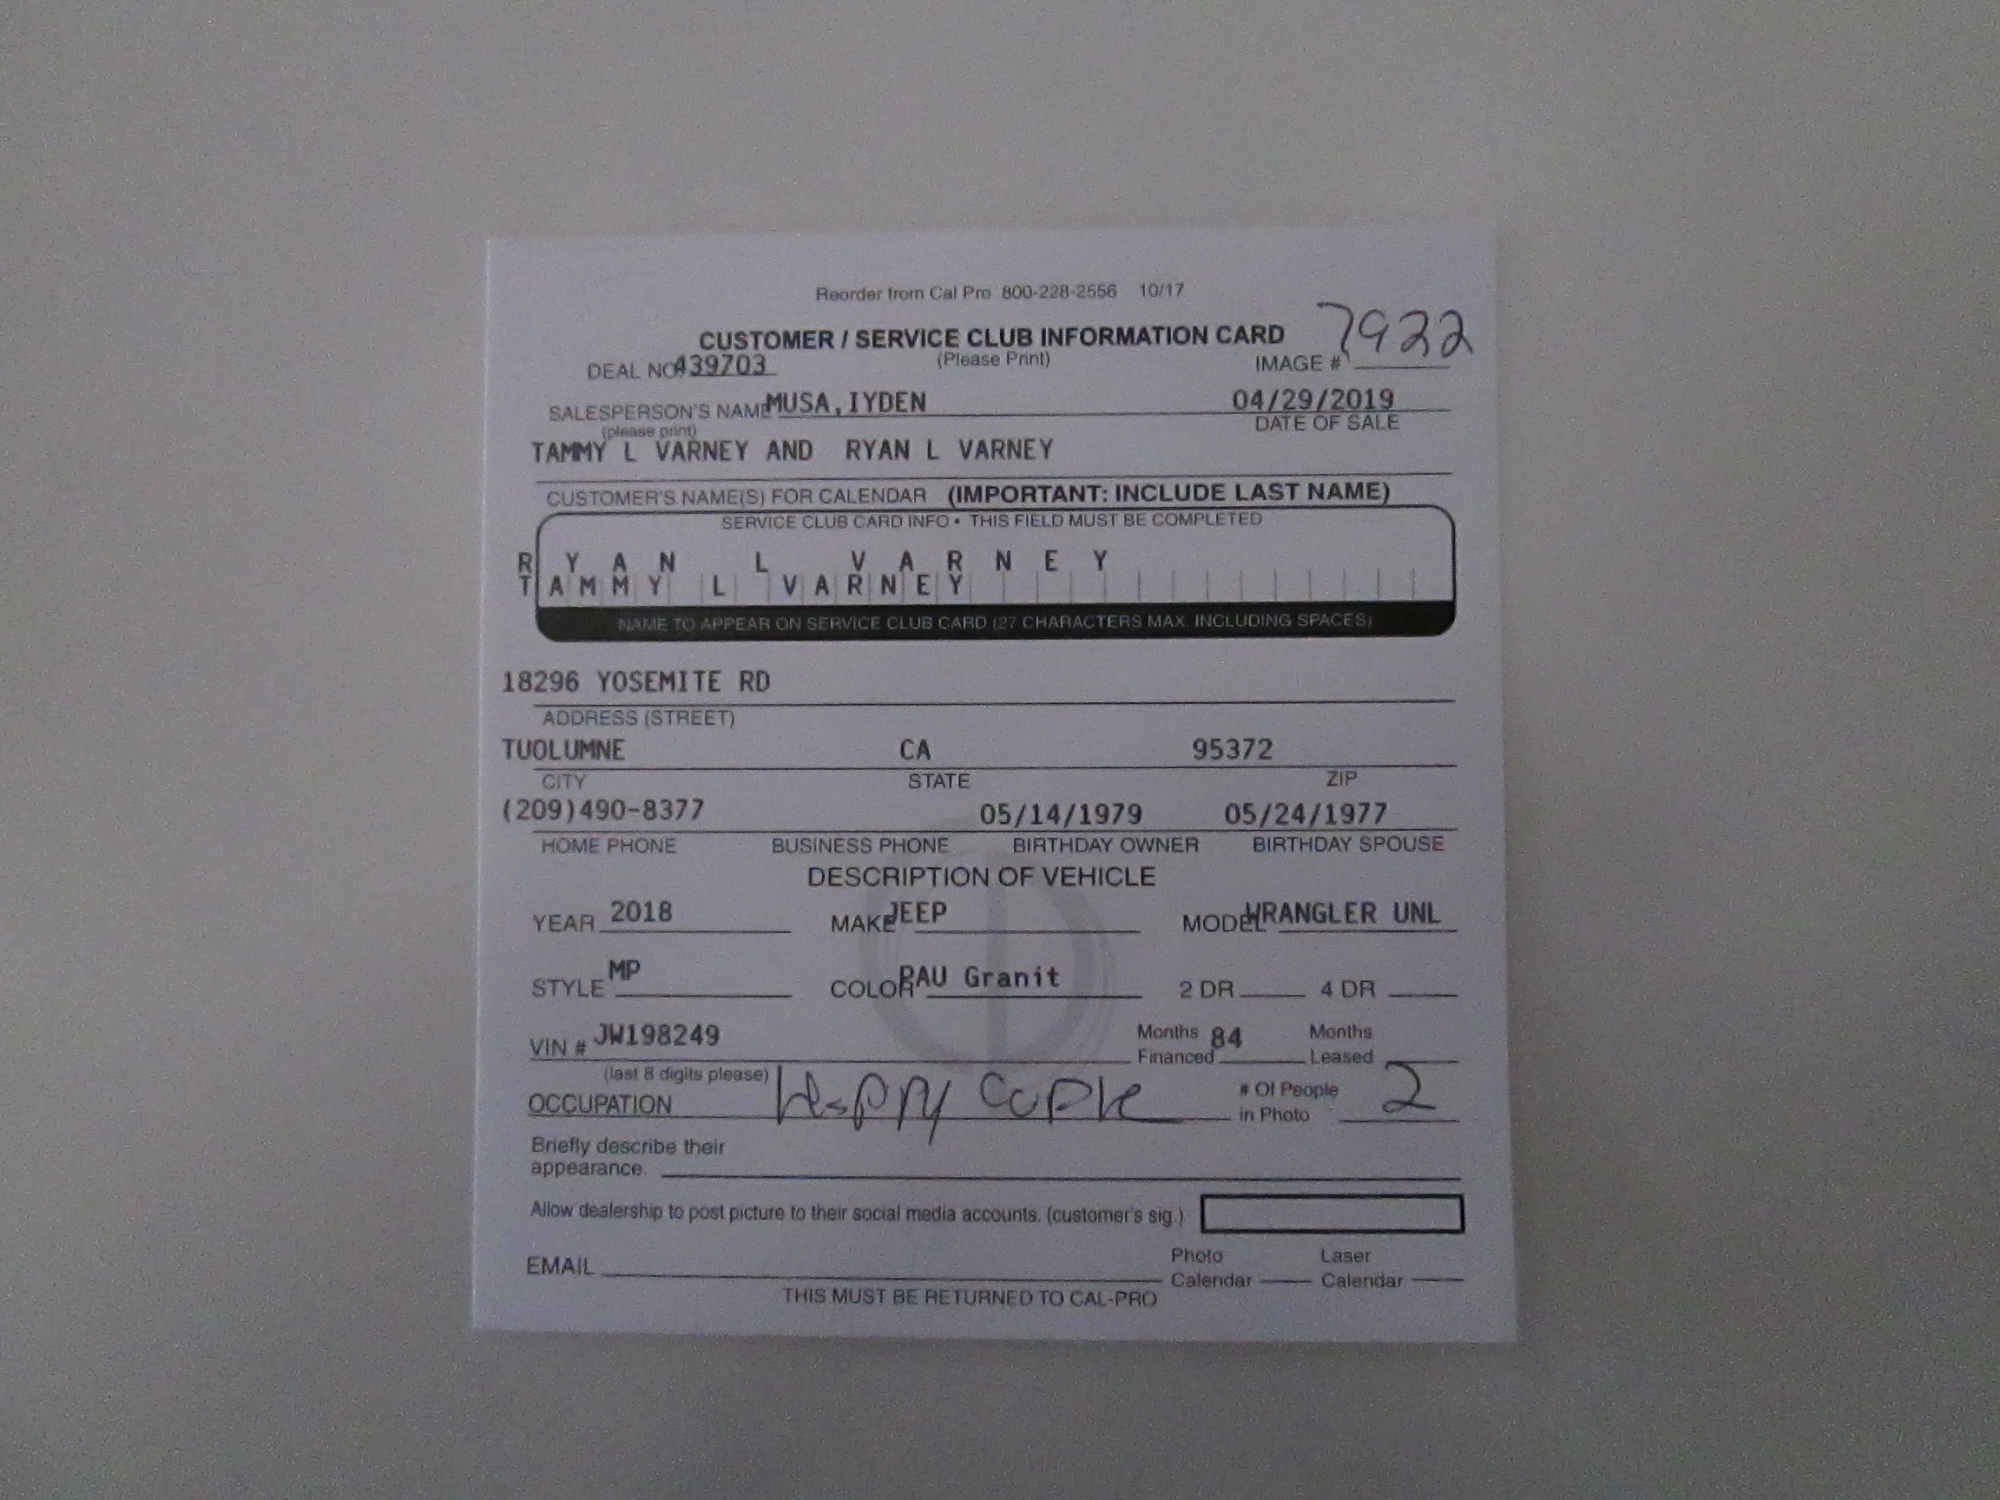 Reorder from Cal Pro 800-228-2556 10/17
CUSTOMER / SERVICE CLUB INFORMATION CARD 7922
DEAL NO. 439703 (Please Print) IMAGE #
SALESPERSON'S NAME MUSA,IYDEN 04/29/2019
(please print) DATE OF SALE
TAMMY L VARNEY AND RYAN L VARNEY
CUSTOMER'S NAME(S) FOR CALENDAR (IMPORTANT: INCLUDE LAST NAME)
SERVICE CLUB CARD INFO • THIS FIELD MUST BE COMPLETED
RYAN L VARNEY
TAMMY L VARNEY
NAME TO APPEAR ON SERVICE CLUB CARD (27 CHARACTERS MAX. INCLUDING SPACES)
18296 YOSEMITE RD
ADDRESS (STREET)
TUOLUMNE CA 95372
CITY STATE ZIP
(209)490-8377 05/14/1979 05/24/1977
HOME PHONE BUSINESS PHONE BIRTHDAY OWNER BIRTHDAY SPOUSE
DESCRIPTION OF VEHICLE
YEAR 2018 MAKE JEEP MODEL WRANGLER UNL
STYLE MP COLOR PAU Granit 2 DR 4 DR
VIN # JW198249 Months Financed 84 Months Leased
(last 8 digits please)
OCCUPATION Happy Cople # Of People in Photo 2
Briefly describe their
appearance.
Allow dealership to post picture to their social media accounts. (customer's sig.)
EMAIL Photo Calendar Laser Calendar
THIS MUST BE RETURNED TO CAL-PRO